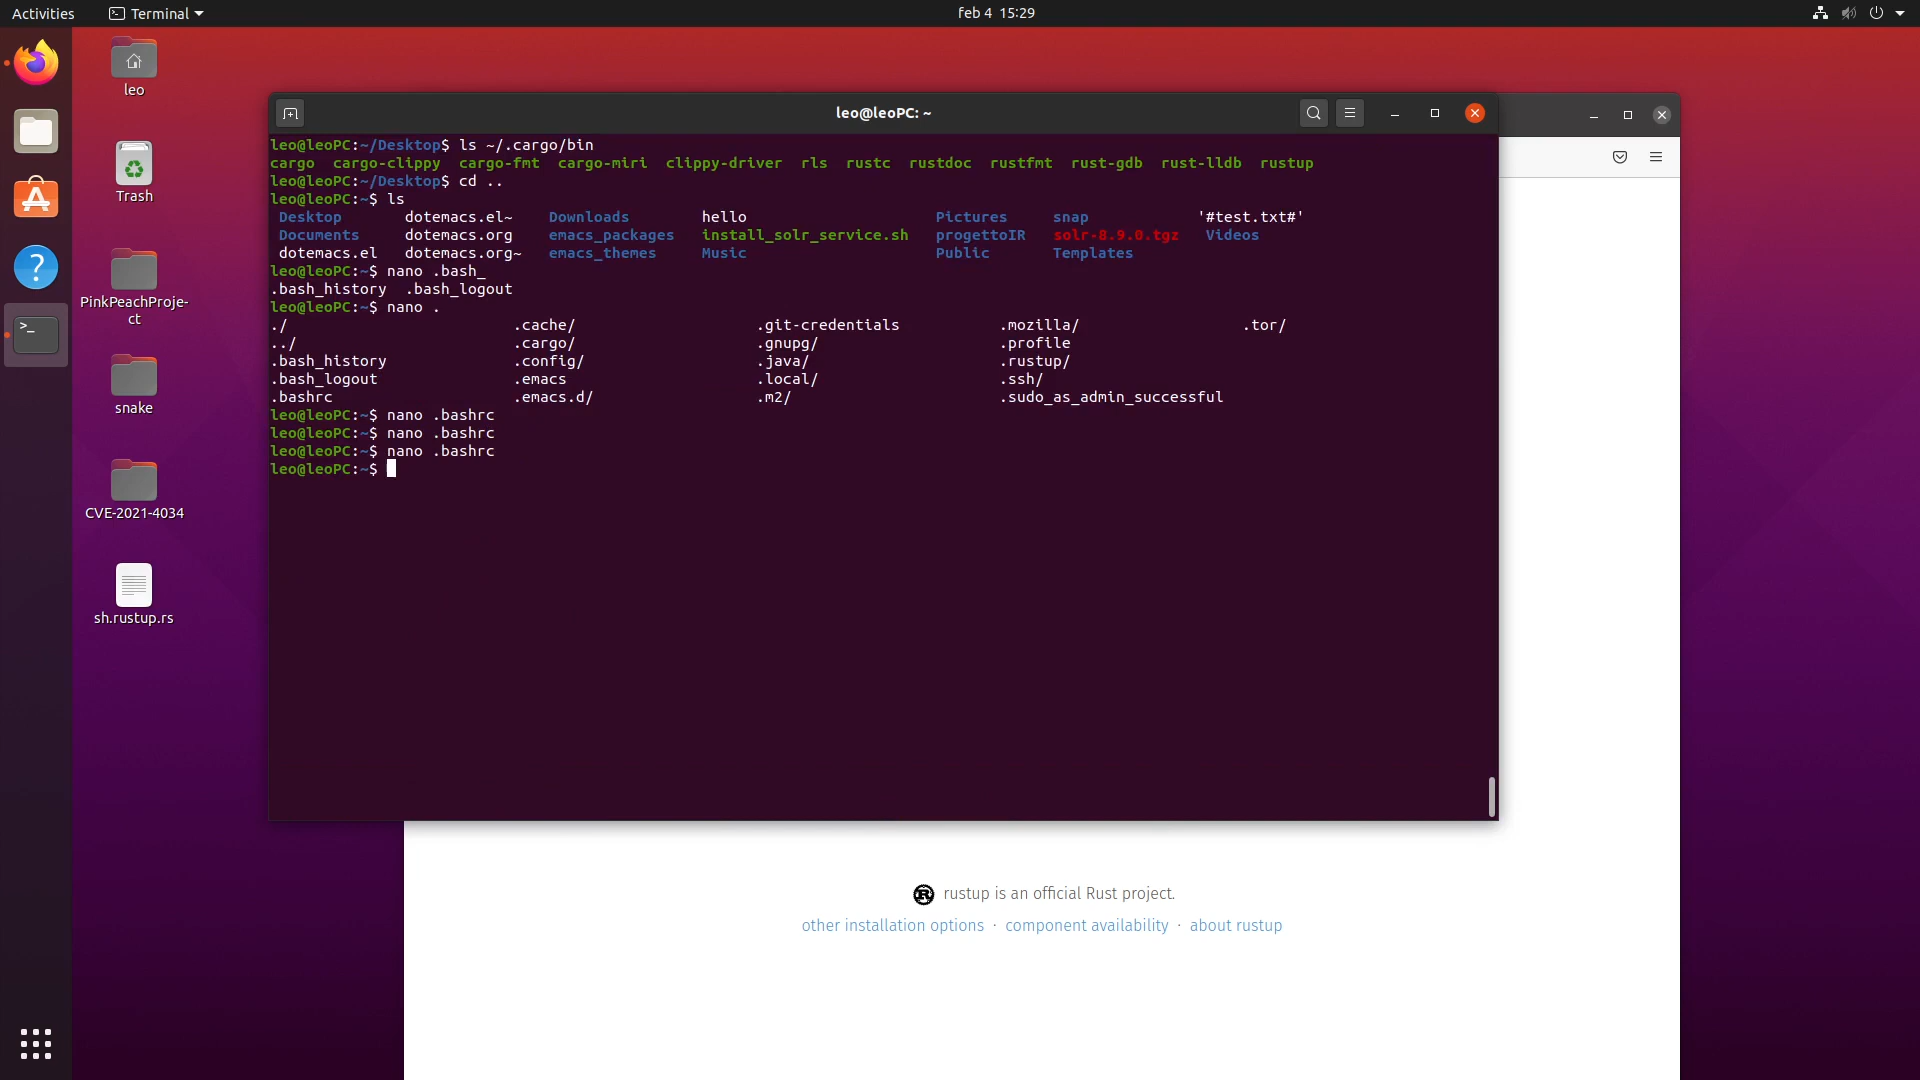 Activities
Terminal
feb 4 15:29
leo
Trash
PinkPeachProje-
ct
snake
CVE-2021-4034
sh.rustup.rs
leo@leoPC: ~
leo@leoPC:~/Desktop$ ls ~/.cargo/bin
cargo cargo-clippy cargo-fmt cargo-miri clippy-driver rls rustc rustdoc rustfmt rust-gdb rust-lldb rustup
leo@leoPC:~/Desktop$ cd ..
leo@leoPC:~$ ls
Desktop dotemacs.el~ Downloads hello Pictures snap '#test.txt#'
Documents dotemacs.org emacs_packages install_solr_service.sh progettoIR solr-8.9.0.tgz Videos
dotemacs.el dotemacs.org~ emacs_themes Music Public Templates
leo@leoPC:~$ nano .bash_
.bash_history .bash_logout
leo@leoPC:~$ nano .
./ .cache/ .git-credentials .mozilla/ .tor/
../ .cargo/ .gnupg/ .profile
.bash_history .config/ .java/ .rustup/
.bash_logout .emacs .local/ .ssh/
.bashrc .emacs.d/ .m2/ .sudo_as_admin_successful
leo@leoPC:~$ nano .bashrc
leo@leoPC:~$ nano .bashrc
leo@leoPC:~$ nano .bashrc
leo@leoPC:~$
rustup is an official Rust project.
other installation options · component availability · about rustup